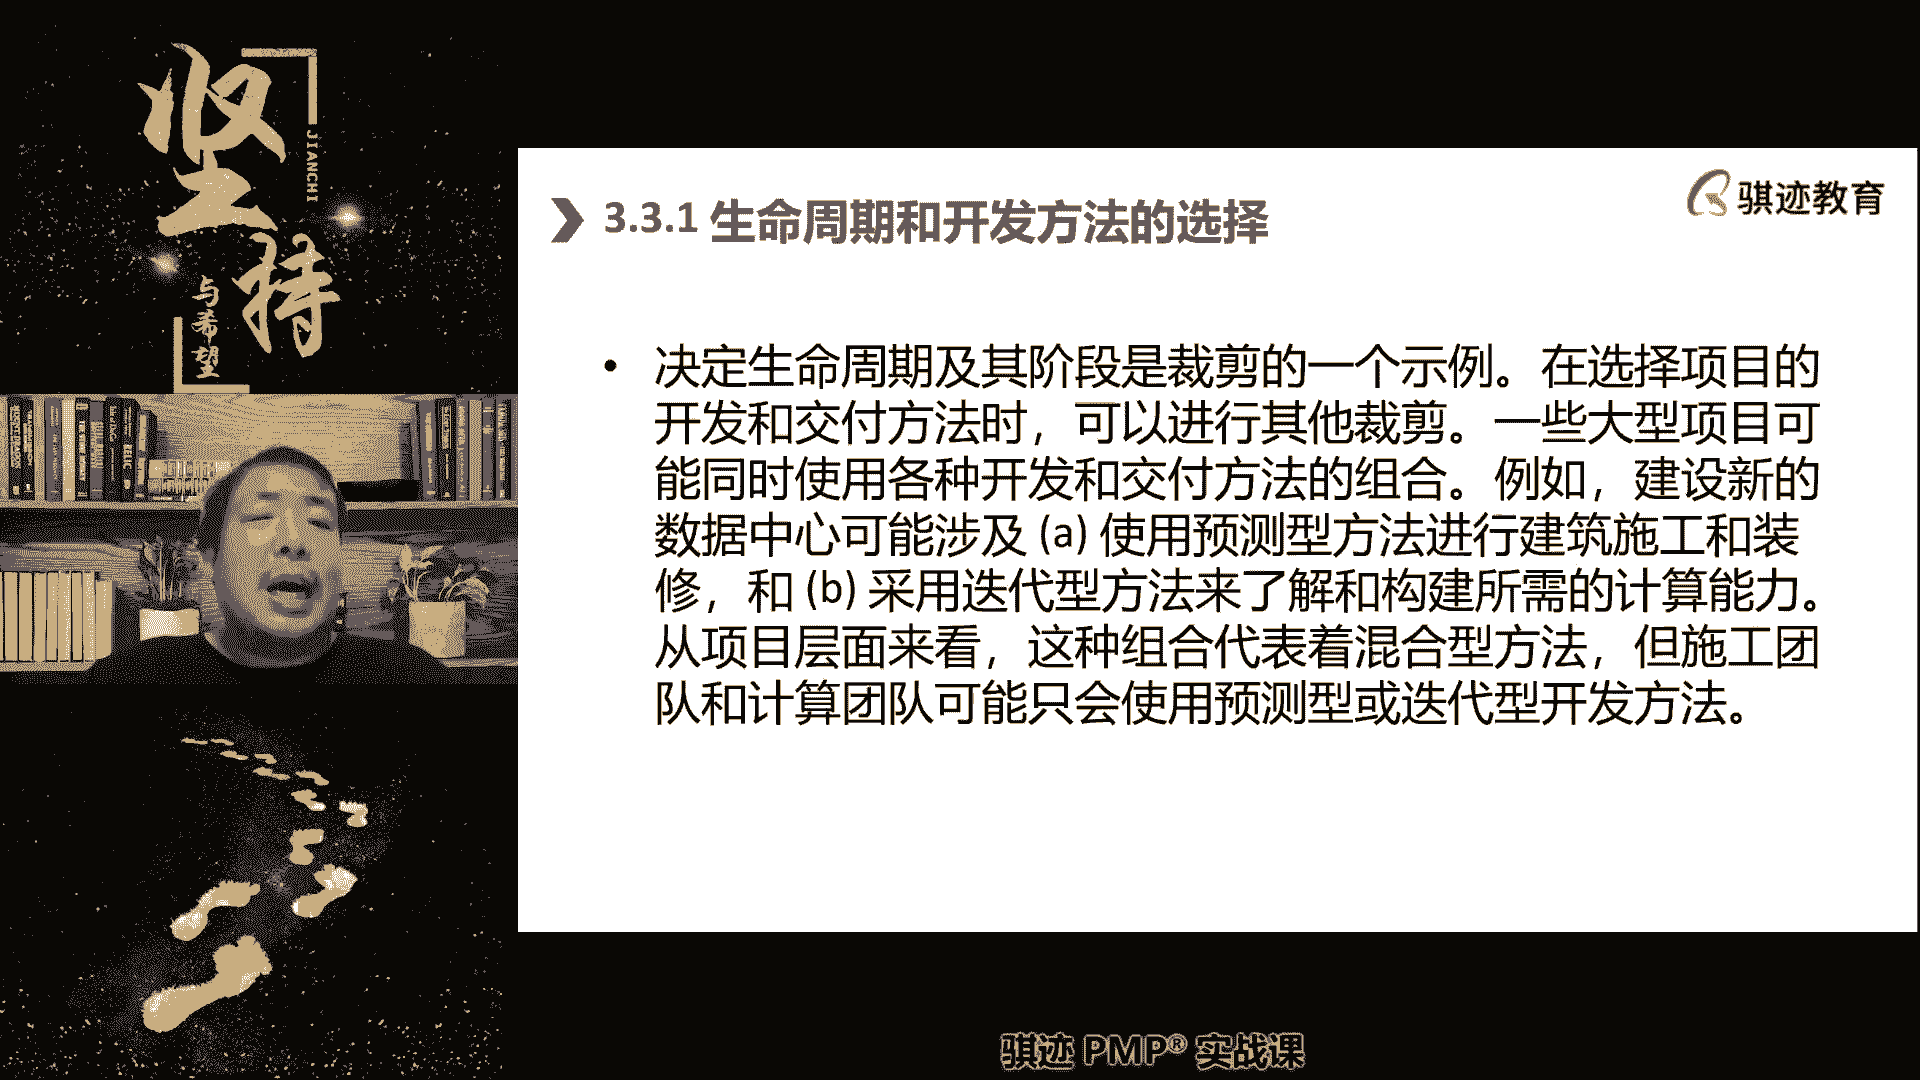 坚持
JIANCHI
与希望
骐迹教育
3.3.1 生命周期和开发方法的选择
• 决定生命周期及其阶段是裁剪的一个示例。在选择项目的
开发和交付方法时，可以进行其他裁剪。一些大型项目可
能同时使用各种开发和交付方法的组合。例如，建设新的
数据中心可能涉及 (a) 使用预测型方法进行建筑施工和装
修，和 (b) 采用迭代型方法来了解和构建所需的计算能力。
从项目层面来看，这种组合代表着混合型方法，但施工团
队和计算团队可能只会使用预测型或迭代型开发方法。
骐迹 PMP® 实战课